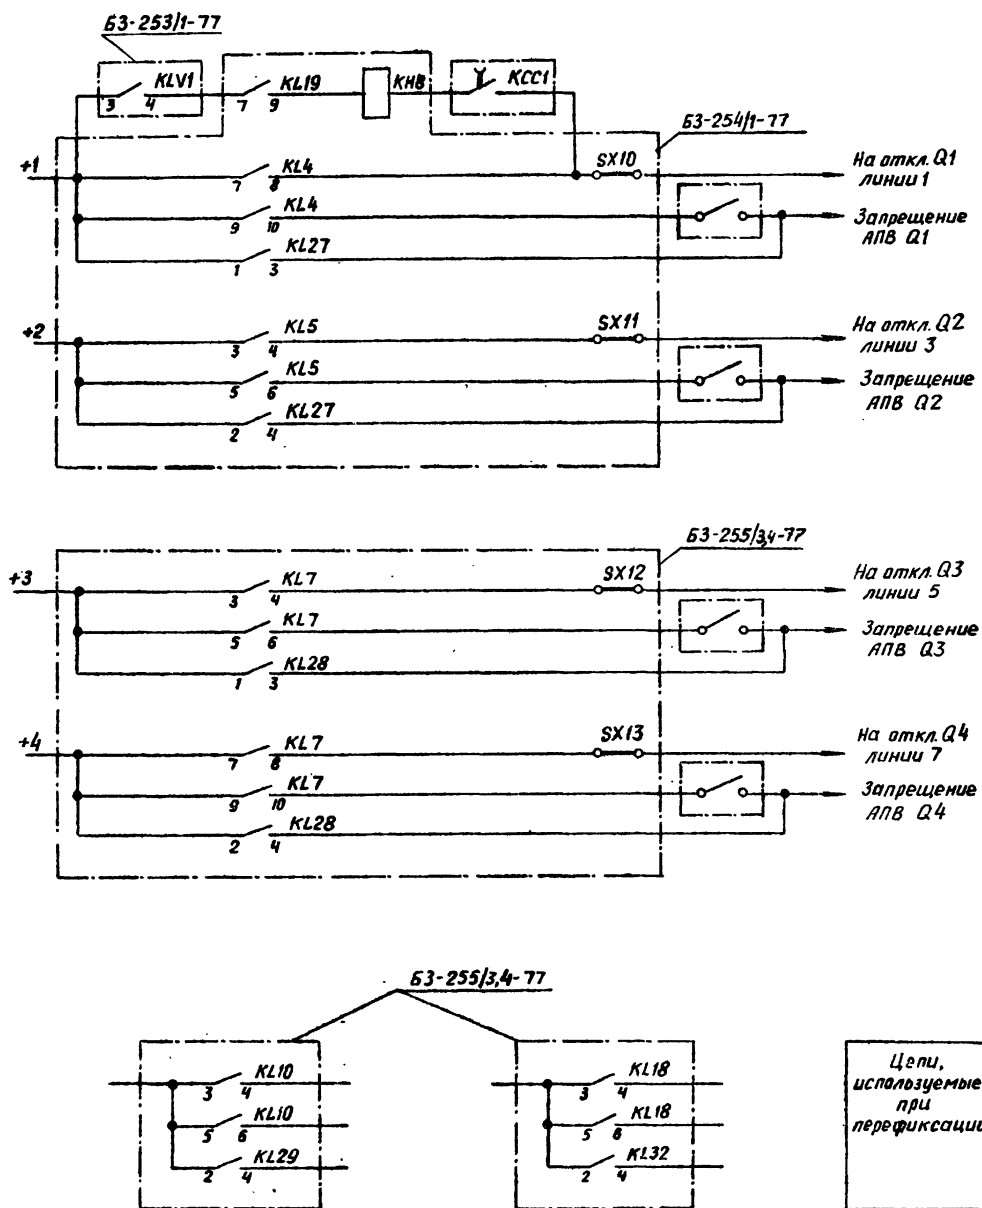 БЗ-253/1-77
KLV1
3 4
KL19
7 9
КН8
KCC1
БЗ-254/1-77
+1
KL4
7 8
SX10
На откл. Q1
линии 1
KL4
9 10
Запрещение
АПВ Q1
KL27
1 3
+2
KL5
3 4
SX11
На откл. Q2
линии 3
KL5
5 6
Запрещение
АПВ Q2
KL27
2 4
БЗ-255/3,4-77
+3
KL7
3 4
SX12
На откл. Q3
линии 5
KL7
5 6
Запрещение
АПВ Q3
KL28
1 3
+4
KL7
7 8
SX13
На откл. Q4
линии 7
KL7
9 10
Запрещение
АПВ Q4
KL28
2 4
БЗ-255/3,4-77
KL10
3 4
KL10
5 6
KL29
2 4
KL18
3 4
KL18
5 6
KL32
2 4
Цепи,
используемые
при
перефиксации